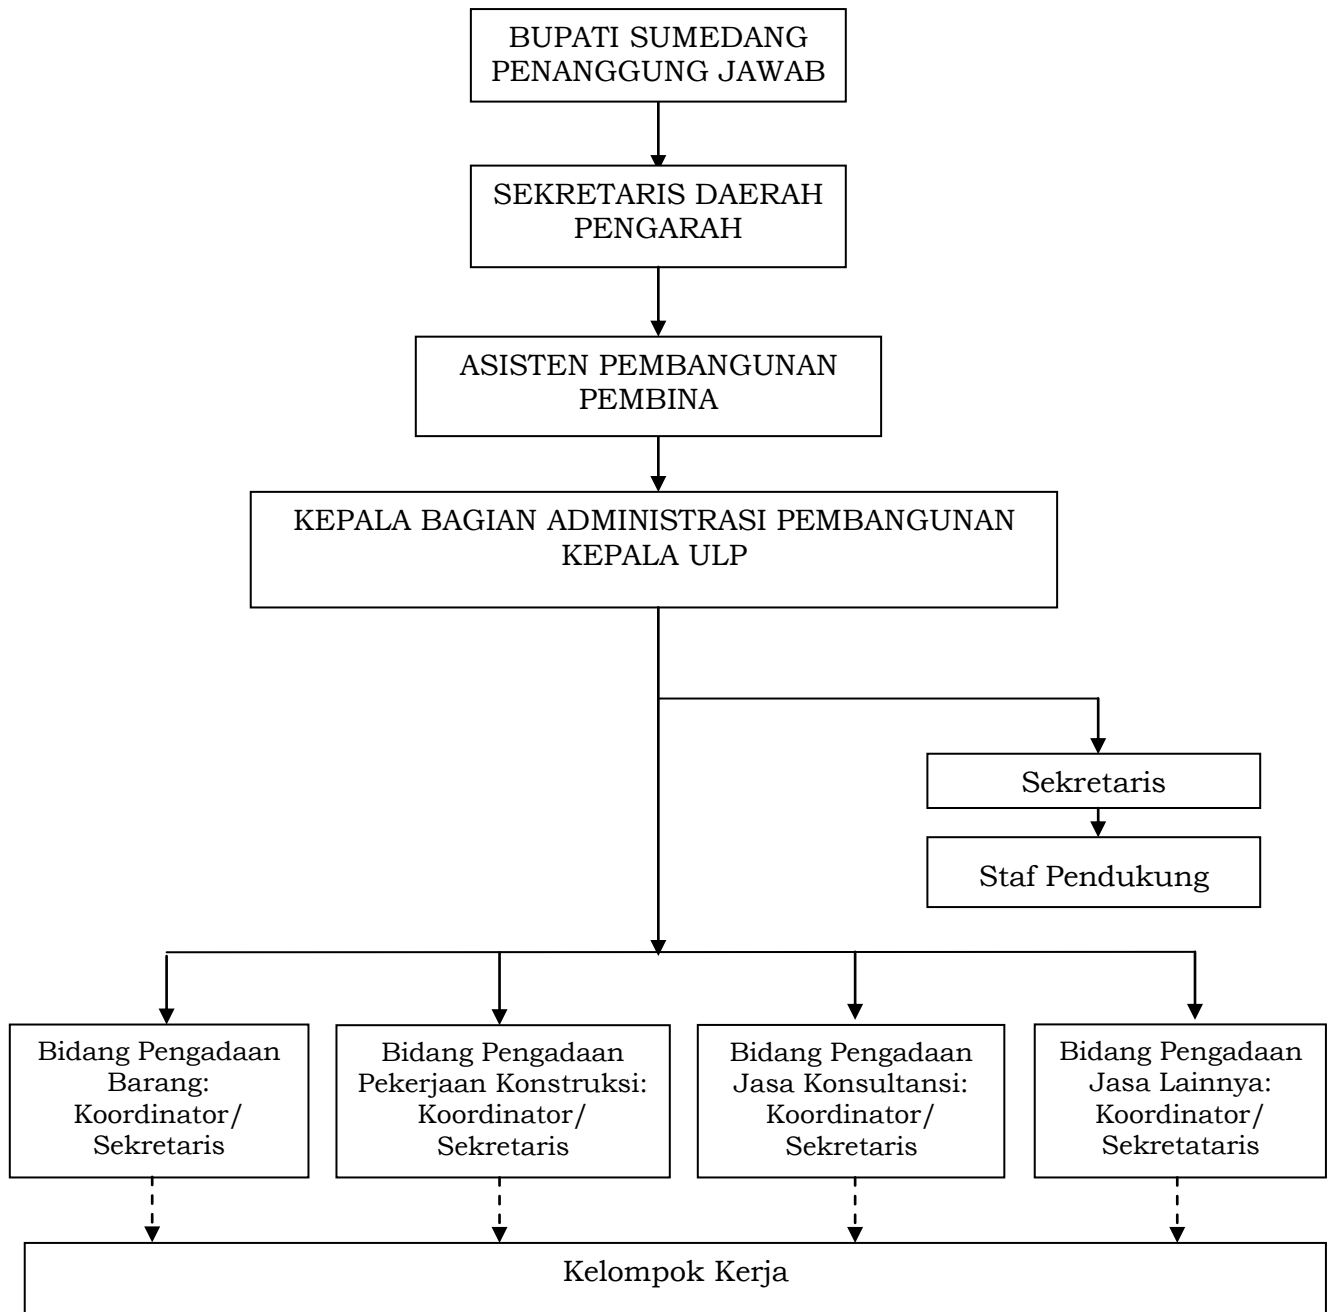 BUPATI SUMEDANG
PENANGGUNG JAWAB
SEKRETARIS DAERAH
PENGARAH
ASISTEN PEMBANGUNAN
PEMBINA
KEPALA BAGIAN ADMINISTRASI PEMBANGUNAN
KEPALA ULP
Sekretaris
Staf Pendukung
Bidang Pengadaan
Barang:
Koordinator/
Sekretaris
Bidang Pengadaan
Pekerjaan Konstruksi:
Koordinator/
Sekretaris
Bidang Pengadaan
Jasa Konsultansi:
Koordinator/
Sekretaris
Bidang Pengadaan
Jasa Lainnya:
Koordinator/
Sekretataris
Kelompok Kerja